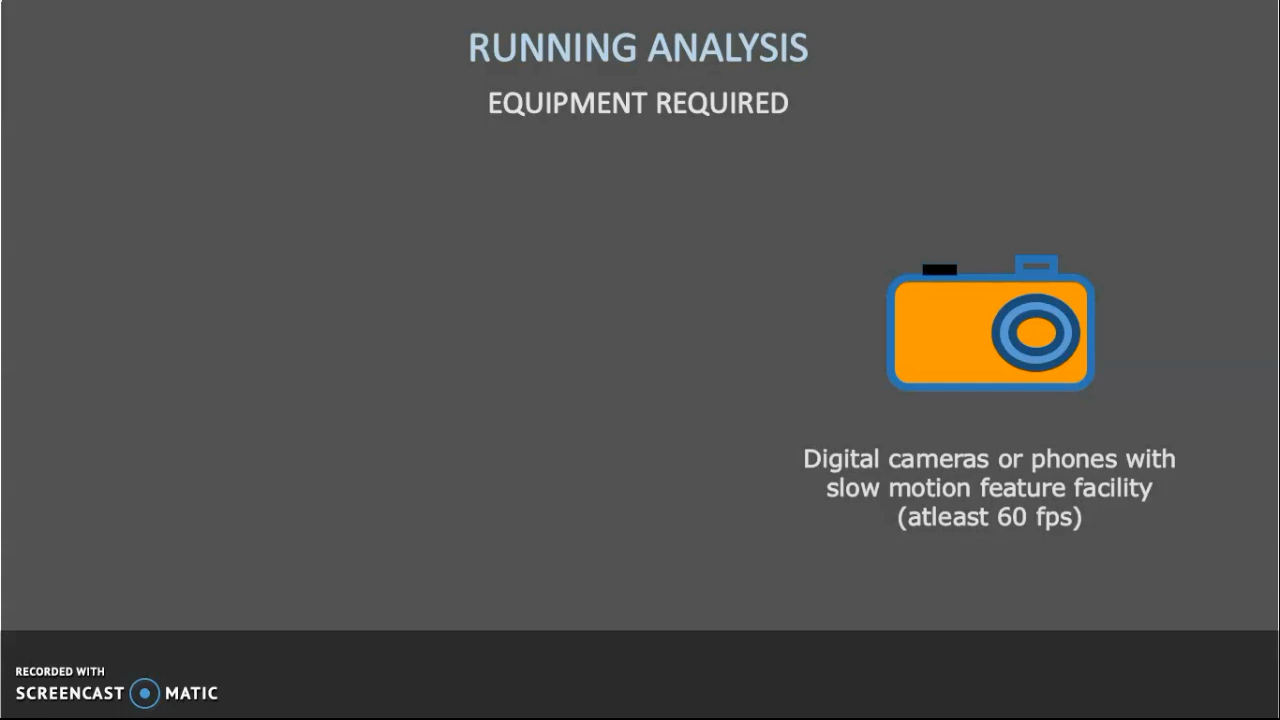 RUNNING ANALYSIS
EQUIPMENT REQUIRED
Digital cameras or phones with
slow motion feature facility
(atleast 60 fps)
RECORDED WITH
SCREENCAST MATIC